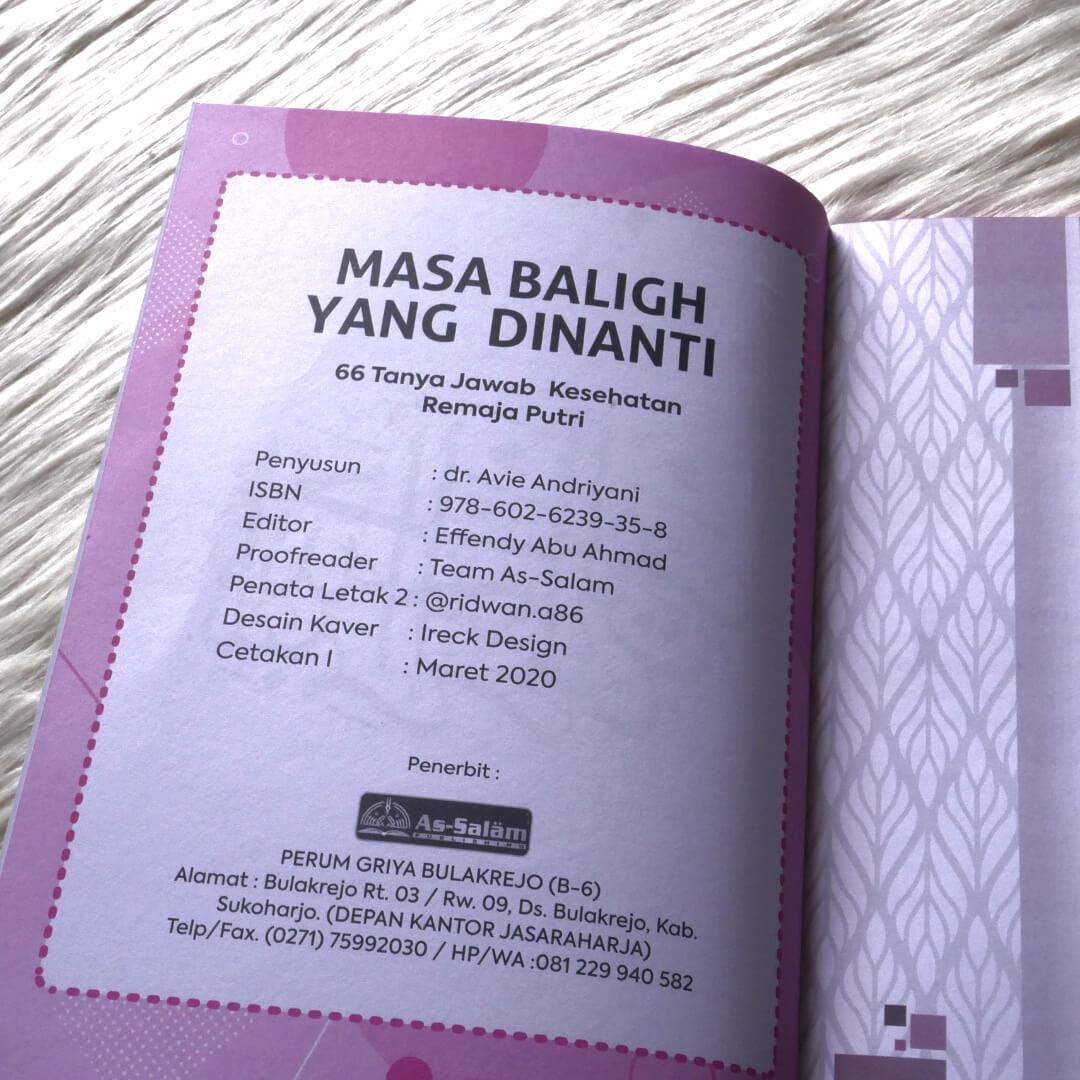 MASA BALIGH
YANG DINANTI
66 Tanya Jawab Kesehatan
Remaja Putri
Penyusun : dr. Avie Andriyani
ISBN : 978-602-6239-35-8
Editor : Effendy Abu Ahmad
Proofreader : Team As-Salam
Penata Letak 2 : @ridwan.a86
Desain Kaver : Ireck Design
Cetakan I : Maret 2020
Penerbit :
As-Saläm
PUBLISHING
PERUM GRIYA BULAKREJO (B-6)
Alamat : Bulakrejo Rt. 03 / Rw. 09, Ds. Bulakrejo, Kab.
Sukoharjo. (DEPAN KANTOR JASARAHARJA)
Telp/Fax. (0271) 75992030 / HP/WA :081 229 940 582